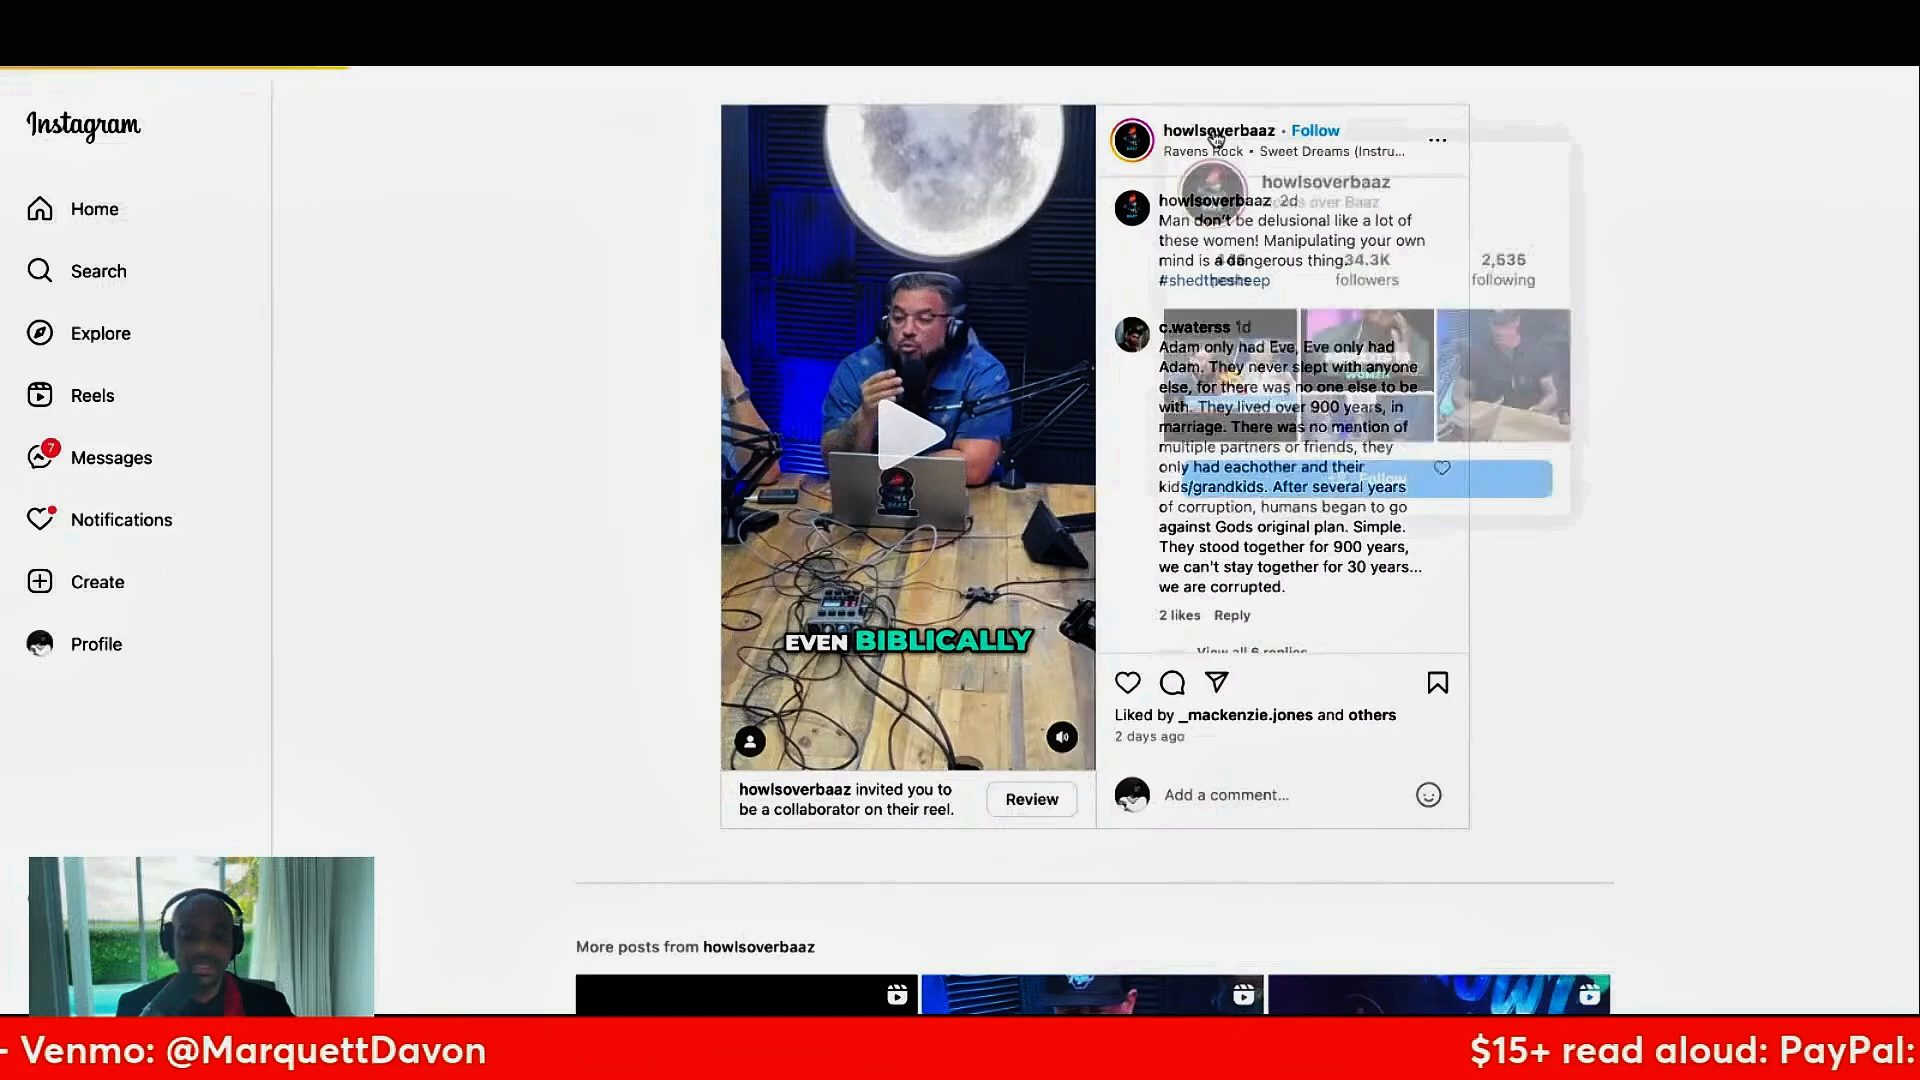 Instagram
Home
Search
Explore
Reels
7
Messages
Notifications
Create
Profile
EVEN BIBLICALLY
howlsoverbaaz invited you to
be a collaborator on their reel.
Review
howlsoverbaaz • Follow
Ravens Rock • Sweet Dreams (Instru...
howlsoverbaaz 2d
Man don't be delusional like a lot of
these women! Manipulating your own
mind is a dangerous thing.
#shedthesheep
howlsoverbaaz
over Baaz
34.3K
followers
2,535
following
Follow
c.waterss 1d
Adam only had Eve, Eve only had
Adam. They never slept with anyone
else, for there was no one else to be
with. They lived over 900 years, in
marriage. There was no mention of
multiple partners or friends, they
only had eachother and their
kids/grandkids. After several years
of corruption, humans began to go
against Gods original plan. Simple.
They stood together for 900 years,
we can't stay together for 30 years...
we are corrupted.
2 likes Reply
View all 6 replies
Liked by _mackenzie.jones and others
2 days ago
Add a comment...
More posts from howlsoverbaaz
- Venmo: @MarquettDavon
$15+ read aloud: PayPal: